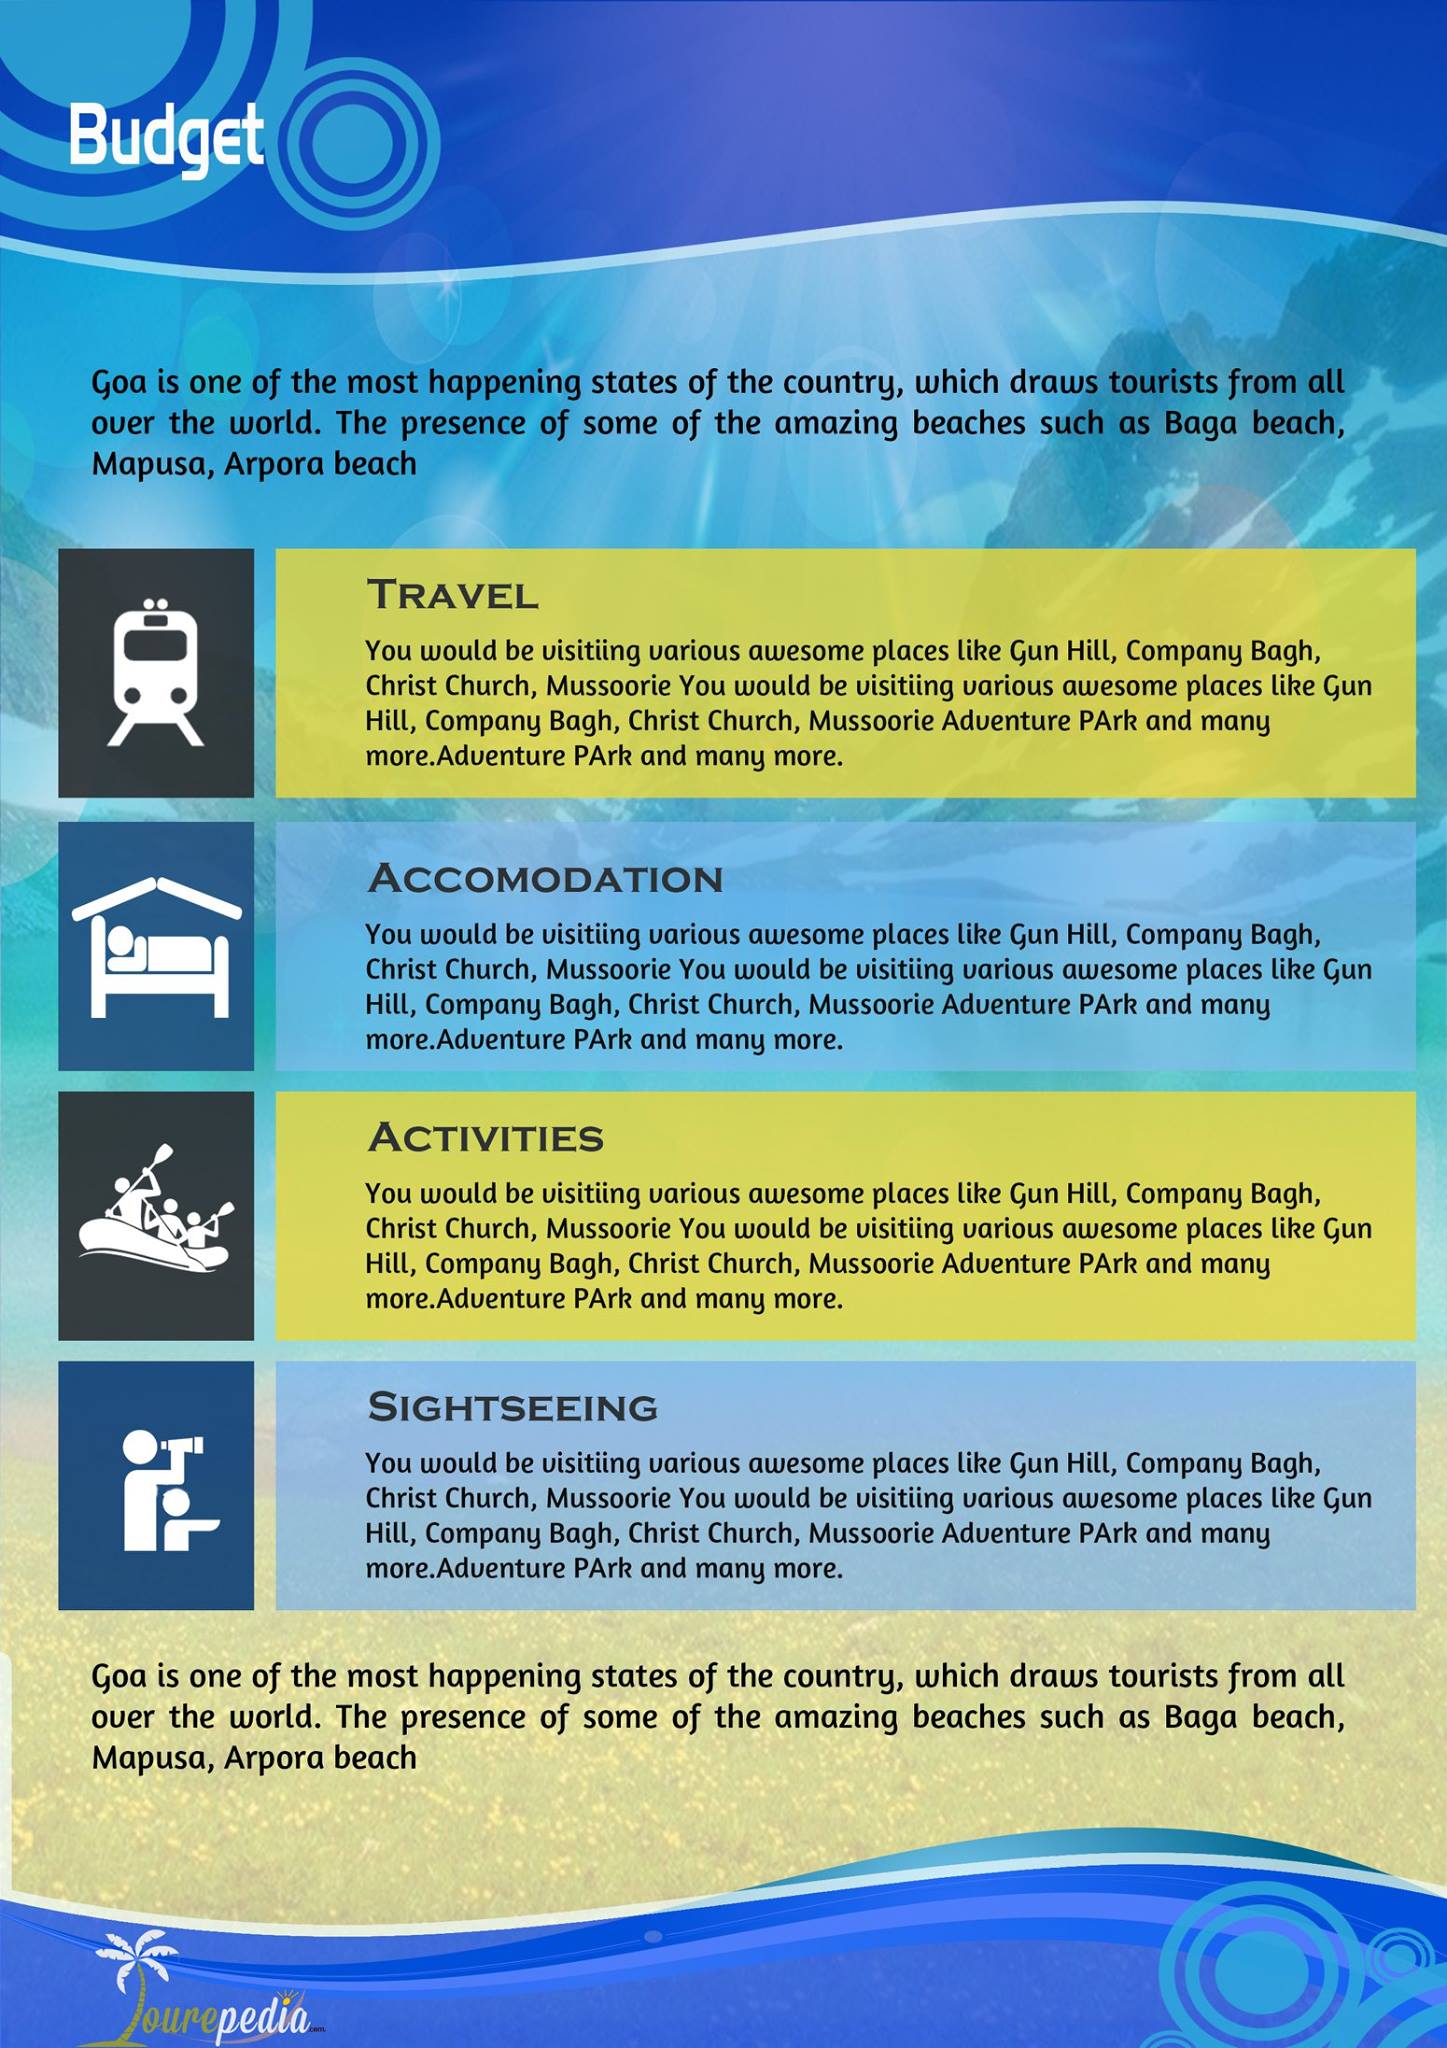 Budget
Goa is one of the most happening states of the country, which draws tourists from all
over the world. The presence of some of the amazing beaches such as Baga beach,
Mapusa, Arpora beach
TRAVEL
You would be visitiing various awesome places like Gun Hill, Company Bagh,
Christ Church, Mussoorie You would be visitiing various awesome places like Gun
Hill, Company Bagh, Christ Church, Mussoorie Adventure PArk and many
more.Adventure PArk and many more.
ACCOMODATION
You would be visitiing various awesome places like Gun Hill, Company Bagh,
Christ Church, Mussoorie You would be visitiing various awesome places like Gun
Hill, Company Bagh, Christ Church, Mussoorie Adventure PArk and many
more.Adventure PArk and many more.
ACTIVITIES
You would be visitiing various awesome places like Gun Hill, Company Bagh,
Christ Church, Mussoorie You would be visitiing various awesome places like Gun
Hill, Company Bagh, Christ Church, Mussoorie Adventure PArk and many
more.Adventure PArk and many more.
SIGHTSEEING
You would be visitiing various awesome places like Gun Hill, Company Bagh,
Christ Church, Mussoorie You would be visitiing various awesome places like Gun
Hill, Company Bagh, Christ Church, Mussoorie Adventure PArk and many
more.Adventure PArk and many more.
Goa is one of the most happening states of the country, which draws tourists from all
over the world. The presence of some of the amazing beaches such as Baga beach,
Mapusa, Arpora beach
Tourepedia.com